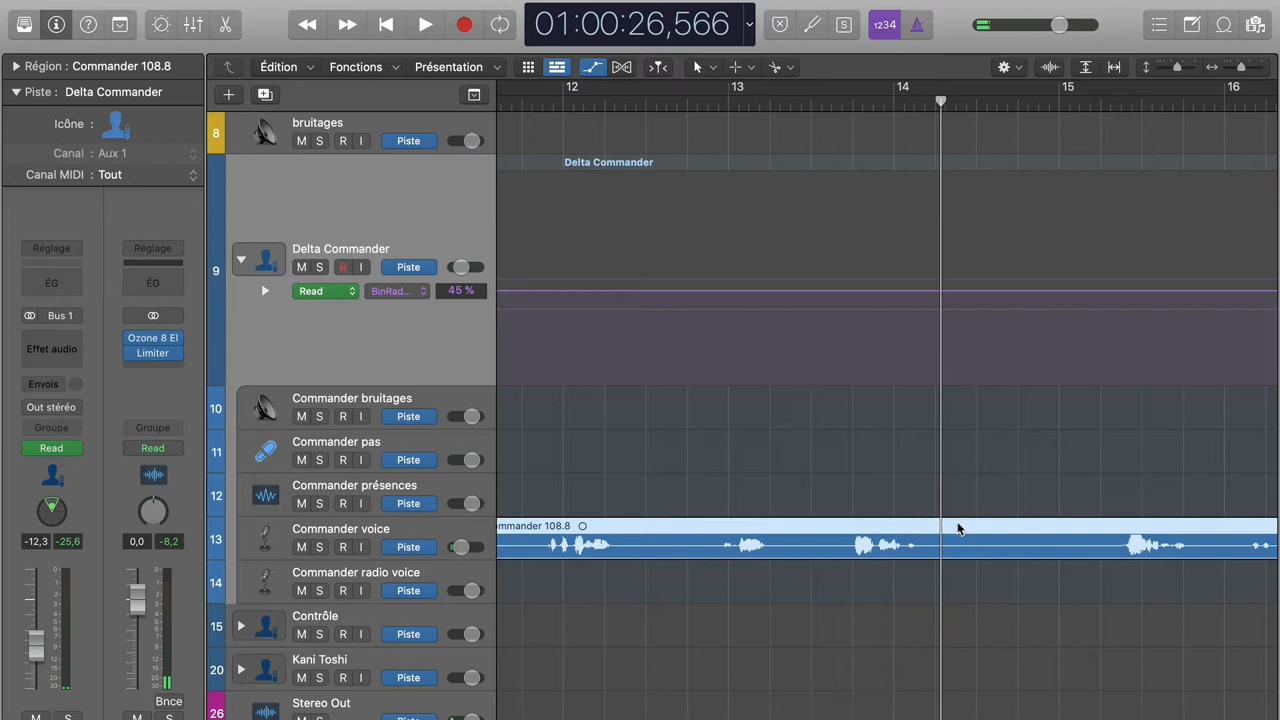 01:00:26,566
1234
Région: Commander 108.8
Édition
Fonctions
Présentation
Piste : Delta Commander
12
13
14
15
16
Icône :
Canal : Aux 1
Canal MIDI : Tout
8
bruitages
M S R I Piste
Delta Commander
9
Delta Commander
M S R I Piste
Read
BinRad...
45 %
Réglage
Réglage
ÉG
ÉG
Bus 1
Effet audio
Ozone 8 El
Limiter
Envois
Out stéréo
Groupe
Groupe
Read
Read
-12,3
-25,6
0,0
-8,2
Bnce
M S
M S
10
Commander bruitages
M S R I Piste
11
Commander pas
M S R I Piste
12
Commander présences
M S R I Piste
13
Commander voice
M S R I Piste
ommander 108.8
14
Commander radio voice
M S R I Piste
15
Contrôle
M S R I Piste
20
Kani Toshi
M S R I Piste
26
Stereo Out